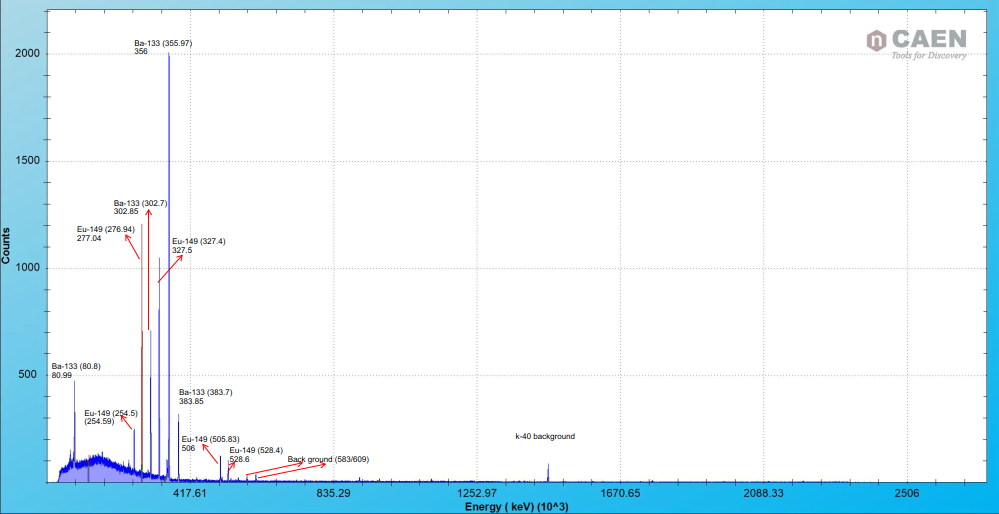 Ba-133 (355.97)
356
n CAEN
Tools for Discovery
2000
1500
Ba-133 (302.7)
302.85
Eu-149 (276.94)
277.04
Eu-149 (327.4)
327.5
Counts
1000
500
Ba-133 (80.8)
80.99
Ba-133 (383.7)
383.85
Eu-149 (254.5)
(254.59)
Eu-149 (505.83)
506
Eu-149 (528.4)
528.6
Back ground (583/609)
k-40 background
417.61 835.29 1252.97 1670.65 2088.33 2506
Energy ( keV) (10^3)